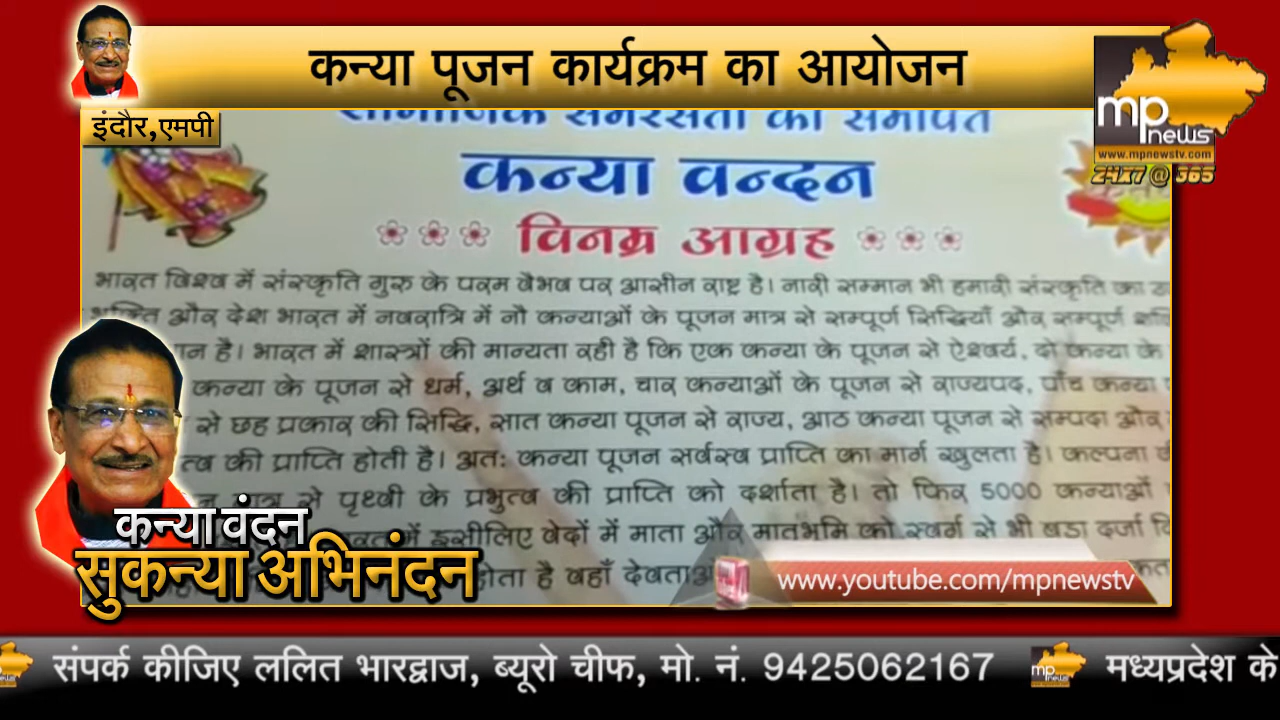 कन्या पूजन कार्यक्रम का आयोजन
इंदौर,एमपी
mp news
www.mpnewstv.com
24X7 @ 365
सामाजिक समरसता को समर्पित
कन्या वन्दन
विनम्र आग्रह
भारत विश्व में संस्कृति गुरु के परम वैभव पर आसीन राष्ट्र है। नारी सम्मान भी हमारी संस्कृति का
और देश भारत में नवरात्रि में नौ कन्याओं के पूजन मात्र से सम्पूर्ण सिद्धियाँ और सम्पूर्ण
है। भारत में शास्त्रों की मान्यता रही है कि एक कन्या के पूजन से ऐश्वर्य, दो कन्या के
कन्या के पूजन से धर्म, अर्थ व काम, चार कन्याओं के पूजन से राज्यपद, पाँच कन्या
से छह प्रकार की सिद्धि, सात कन्या पूजन से राज्य, आठ कन्या पूजन से सम्पदा और
की प्राप्ति होती है। अतः कन्या पूजन सर्वस्व प्राप्ति का मार्ग खुलता है। कल्पना
से पृथ्वी के प्रभुत्व की प्राप्ति को दर्शाता है। तो फिर 5000 कन्याओं
में इसीलिए वेदों में माता और मातृभूमि को स्वर्ग से भी बड़ा दर्जा
होता है वहाँ
कन्या वंदन
सुकन्या अभिनंदन
www.youtube.com/mpnewstv
संपर्क कीजिए ललित भारद्वाज, ब्यूरो चीफ, मो. नं. 9425062167
mp news
मध्यप्रदेश के